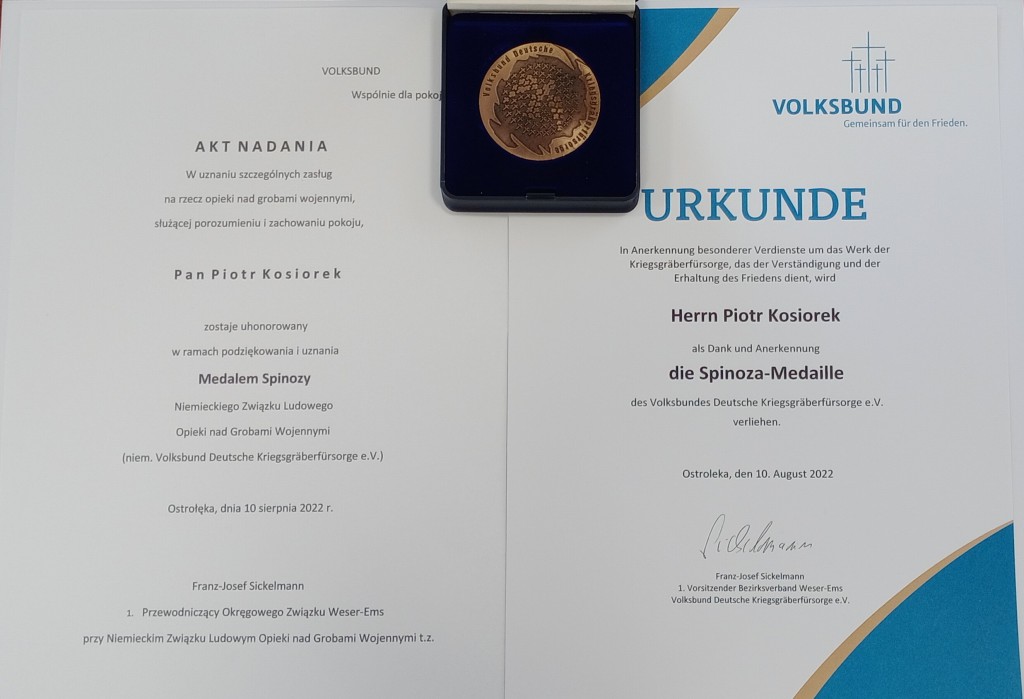 VOLKSBUND
Wspólnie dla pokoj
AKT NADANIA
W uznaniu szczególnych zasług
na rzecz opieki nad grobami wojennymi,
służącej porozumieniu i zachowaniu pokoju,
Pan Piotr Kosiorek
zostaje uhonorowany
w ramach podziękowania i uznania
Medalem Spinozy
Niemieckiego Związku Ludowego
Opieki nad Grobami Wojennymi
(niem. Volksbund Deutsche Kriegsgräberfürsorge e.V.)
Ostrołęka, dnia 10 sierpnia 2022 r.
Franz-Josef Sickelmann
1. Przewodniczący Okręgowego Związku Weser-Ems
przy Niemieckim Związku Ludowym Opieki nad Grobami Wojennymi t.z.
Volksbund Deutsche Kriegsgräberfürsorge
VOLKSBUND
Gemeinsam für den Frieden.
URKUNDE
In Anerkennung besonderer Verdienste um das Werk der
Kriegsgräberfürsorge, das der Verständigung und der
Erhaltung des Friedens dient, wird
Herrn Piotr Kosiorek
als Dank und Anerkennung
die Spinoza-Medaille
des Volksbundes Deutsche Kriegsgräberfürsorge e.V.
verliehen.
Ostroleka, den 10. August 2022
Sickelmann
Franz-Josef Sickelmann
1. Vorsitzender Bezirksverband Weser-Ems
Volksbund Deutsche Kriegsgräberfürsorge e.V.